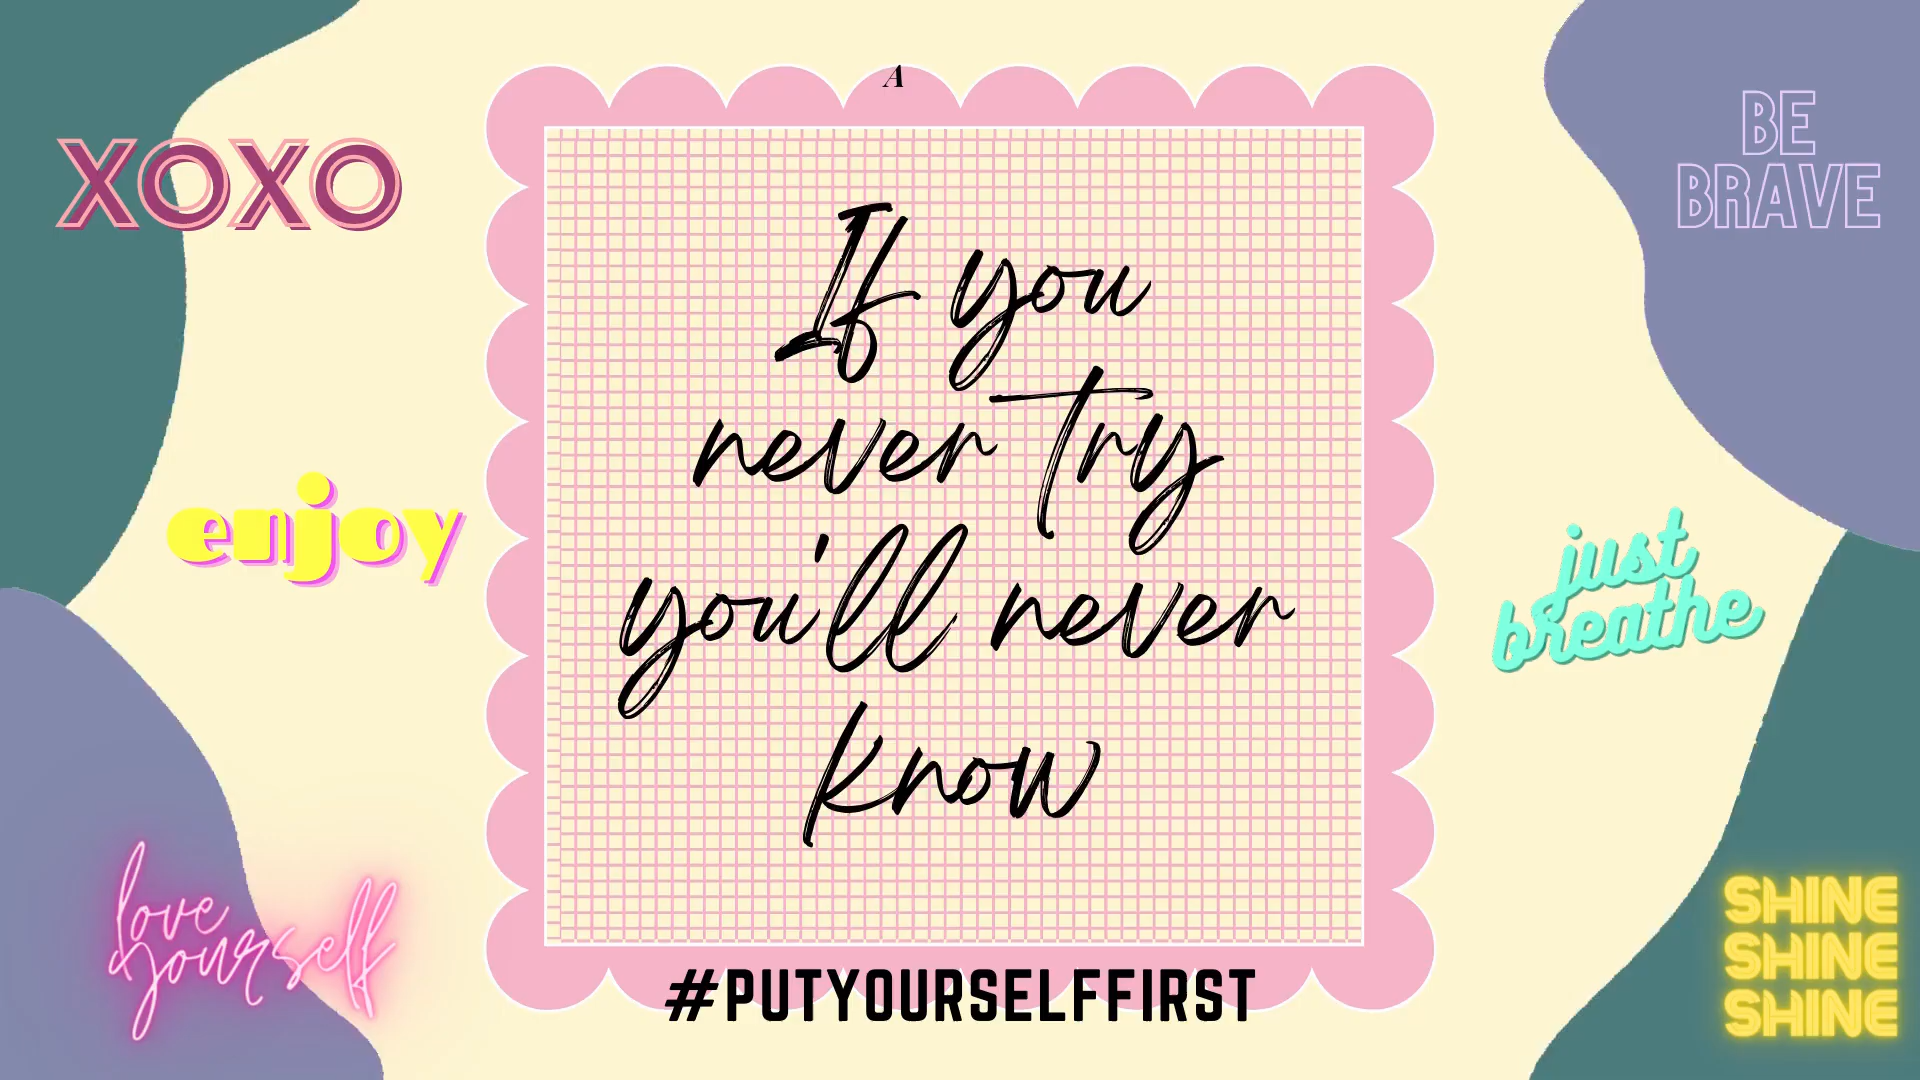 A
XOXO
BE
BRAVE
If you
never try
you'll never
know
enjoy
just
breathe
love
yourself
SHINE
SHINE
SHINE
#PUTYOURSELFFIRST